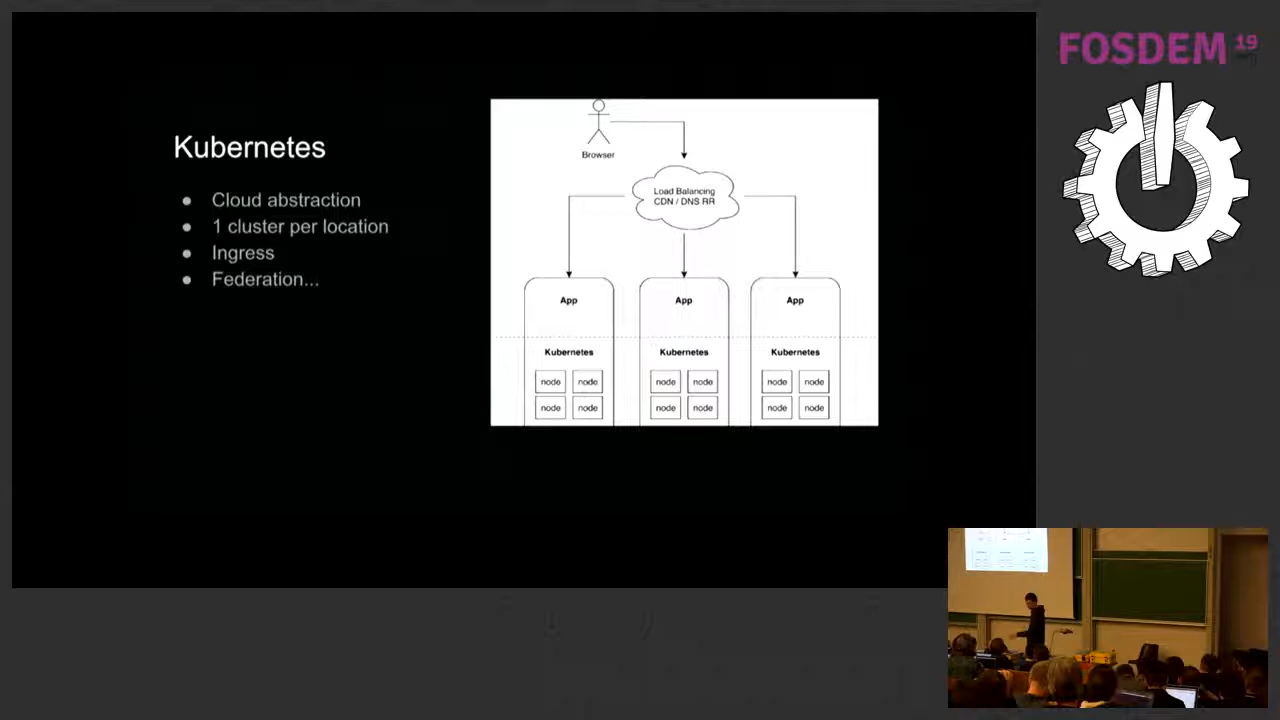 FOSDEM 19
Kubernetes
Cloud abstraction
1 cluster per location
Ingress
Federation...
Browser
Load Balancing
CDN / DNS RR
App App App
Kubernetes Kubernetes Kubernetes
node node node node node node
node node node node node node